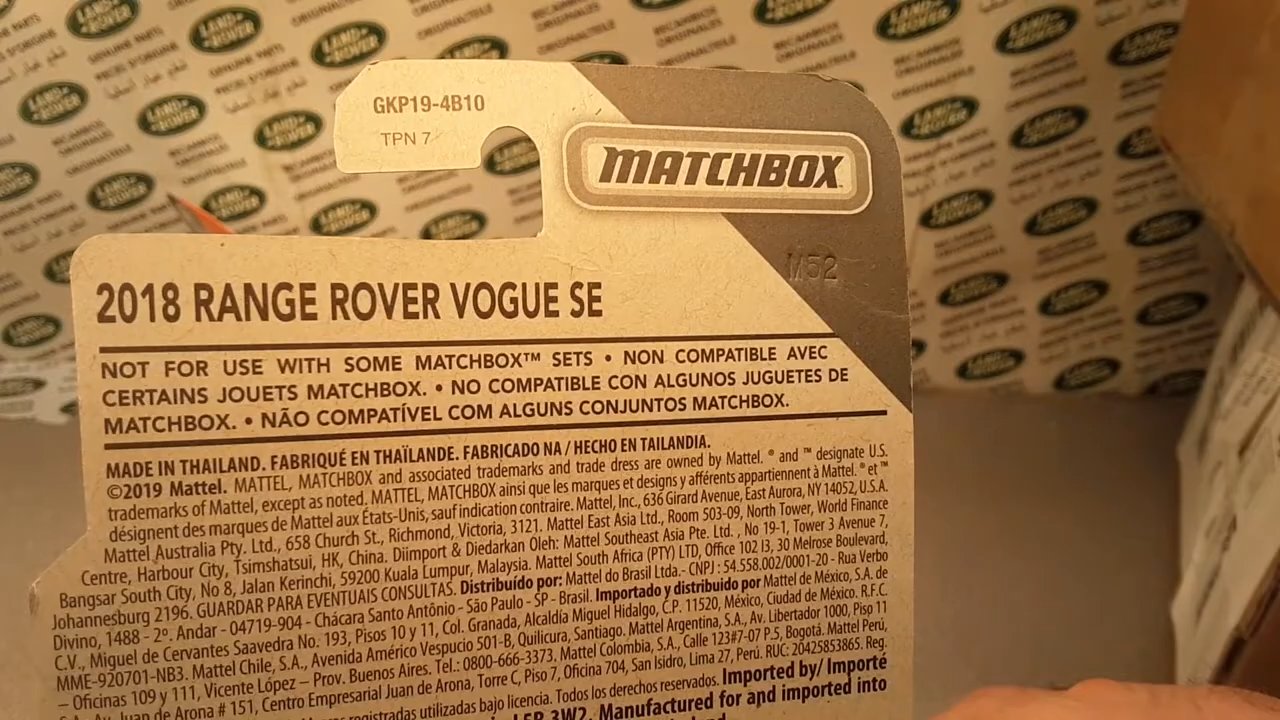 GKP19-4B10
TPN 7
MATCHBOX
M52
2018 RANGE ROVER VOGUE SE
NOT FOR USE WITH SOME MATCHBOX™ SETS • NON COMPATIBLE AVEC
CERTAINS JOUETS MATCHBOX. • NO COMPATIBLE CON ALGUNOS JUGUETES DE
MATCHBOX. • NÃO COMPATÍVEL COM ALGUNS CONJUNTOS MATCHBOX.
MADE IN THAILAND. FABRIQUÉ EN THAÏLANDE. FABRICADO NA / HECHO EN TAILANDIA.
©2019 Mattel. MATTEL, MATCHBOX and associated trademarks and trade dress are owned by Mattel. ® and ™ designate U.S.
trademarks of Mattel, except as noted. MATTEL, MATCHBOX ainsi que les marques et designs y afférents appartiennent à Mattel. ® et ™
désignent des marques de Mattel aux États-Unis, sauf indication contraire. Mattel, Inc., 636 Girard Avenue, East Aurora, NY 14052, U.S.A.
Mattel Australia Pty. Ltd., 658 Church St., Richmond, Victoria, 3121. Mattel East Asia Ltd., Room 503-09, North Tower, World Finance
Centre, Harbour City, Tsimshatsui, HK, China. Diimport & Diedarkan Oleh: Mattel Southeast Asia Pte. Ltd., No 19-1, Tower 3 Avenue 7,
Bangsar South City, No 8, Jalan Kerinchi, 59200 Kuala Lumpur, Malaysia. Mattel South Africa (PTY) LTD, Office 102 I3, 30 Melrose Boulevard,
Johannesburg 2196. GUARDAR PARA EVENTUAIS CONSULTAS. Distribuído por: Mattel do Brasil Ltda.- CNPJ : 54.558.002/0001-20 - Rua Verbo
Divino, 1488 - 2º. Andar - 04719-904 - Chácara Santo Antônio - São Paulo - SP - Brasil. Importado y distribuido por Mattel de México, S.A. de
C.V., Miguel de Cervantes Saavedra No. 193, Pisos 10 y 11, Col. Granada, Alcaldía Miguel Hidalgo, C.P. 11520, México, Ciudad de México. R.F.C.
MME-920701-NB3. Mattel Chile, S.A., Avenida Américo Vespucio 501-B, Quilicura, Santiago. Mattel Argentina, S.A., Av. Libertador 1000, Piso 11
– Oficinas 109 y 111, Vicente López – Prov. Buenos Aires. Tel.: 0800-666-3373. Mattel Colombia, S.A., Calle 123#7-07 P.5, Bogotá. Mattel Perú,
S.A., Av. Juan de Arona # 151, Centro Empresarial Juan de Arona, Torre C, Piso 7, Oficina 704, San Isidro, Lima 27, Perú. RUC: 20425853865. Reg.
registradas utilizadas bajo licencia. Todos los derechos reservados. Imported by/ Importé
L5R 3W2. Manufactured for and imported into
LAND ROVER
GENUINE PARTS
PIECES D'ORIGINE
RECAMBIOS
ORIGINALES
ORIGINALTEILE